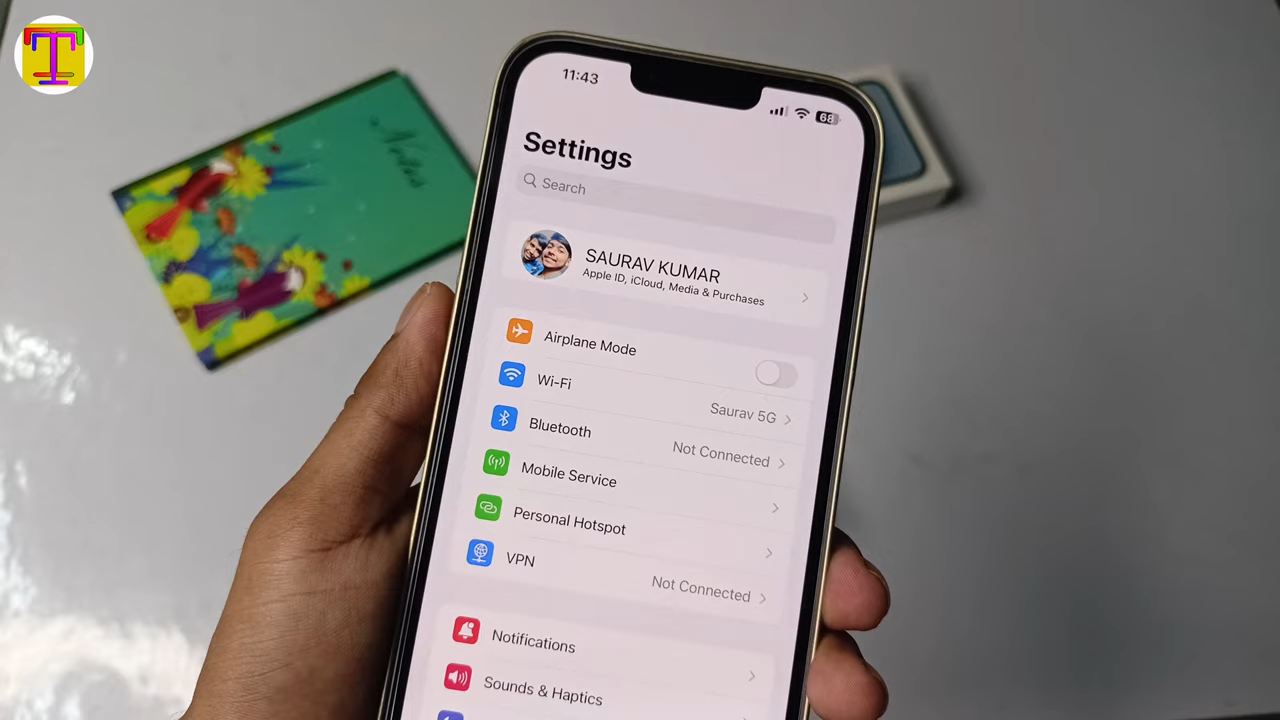 Notes
11:43
68
Settings
Search
SAURAV KUMAR
Apple ID, iCloud, Media & Purchases
Airplane Mode
Wi-Fi
Saurav 5G
Bluetooth
Not Connected
Mobile Service
Personal Hotspot
VPN
Not Connected
Notifications
Sounds & Haptics